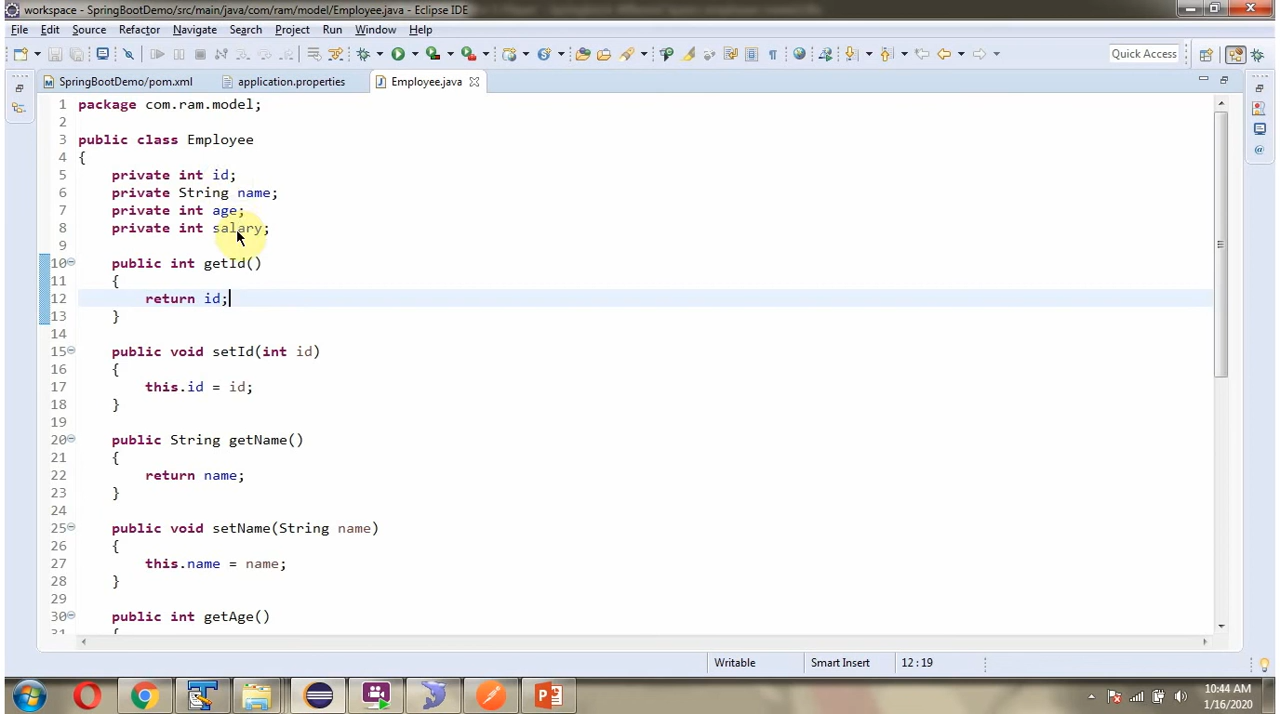 workspace - SpringBootDemo/src/main/java/com/ram/model/Employee.java - Eclipse IDE
File Edit Source Refactor Navigate Search Project Run Window Help
Quick Access
SpringBootDemo/pom.xml application.properties Employee.java
1 package com.ram.model;
2
3 public class Employee
4 {
5 private int id;
6 private String name;
7 private int age;
8 private int salary;
9
10 public int getId()
11 {
12 return id;
13 }
14
15 public void setId(int id)
16 {
17 this.id = id;
18 }
19
20 public String getName()
21 {
22 return name;
23 }
24
25 public void setName(String name)
26 {
27 this.name = name;
28 }
29
30 public int getAge()
31 {
Writable Smart Insert 12 : 19
10:44 AM
1/16/2020